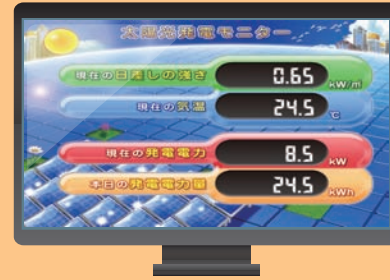 太陽光発電モニター
現在の日差しの強さ 0.65 kW/㎡
現在の気温 24.5 ℃
現在の発電電力 8.5 kW
本日の発電電力量 24.5 kWh